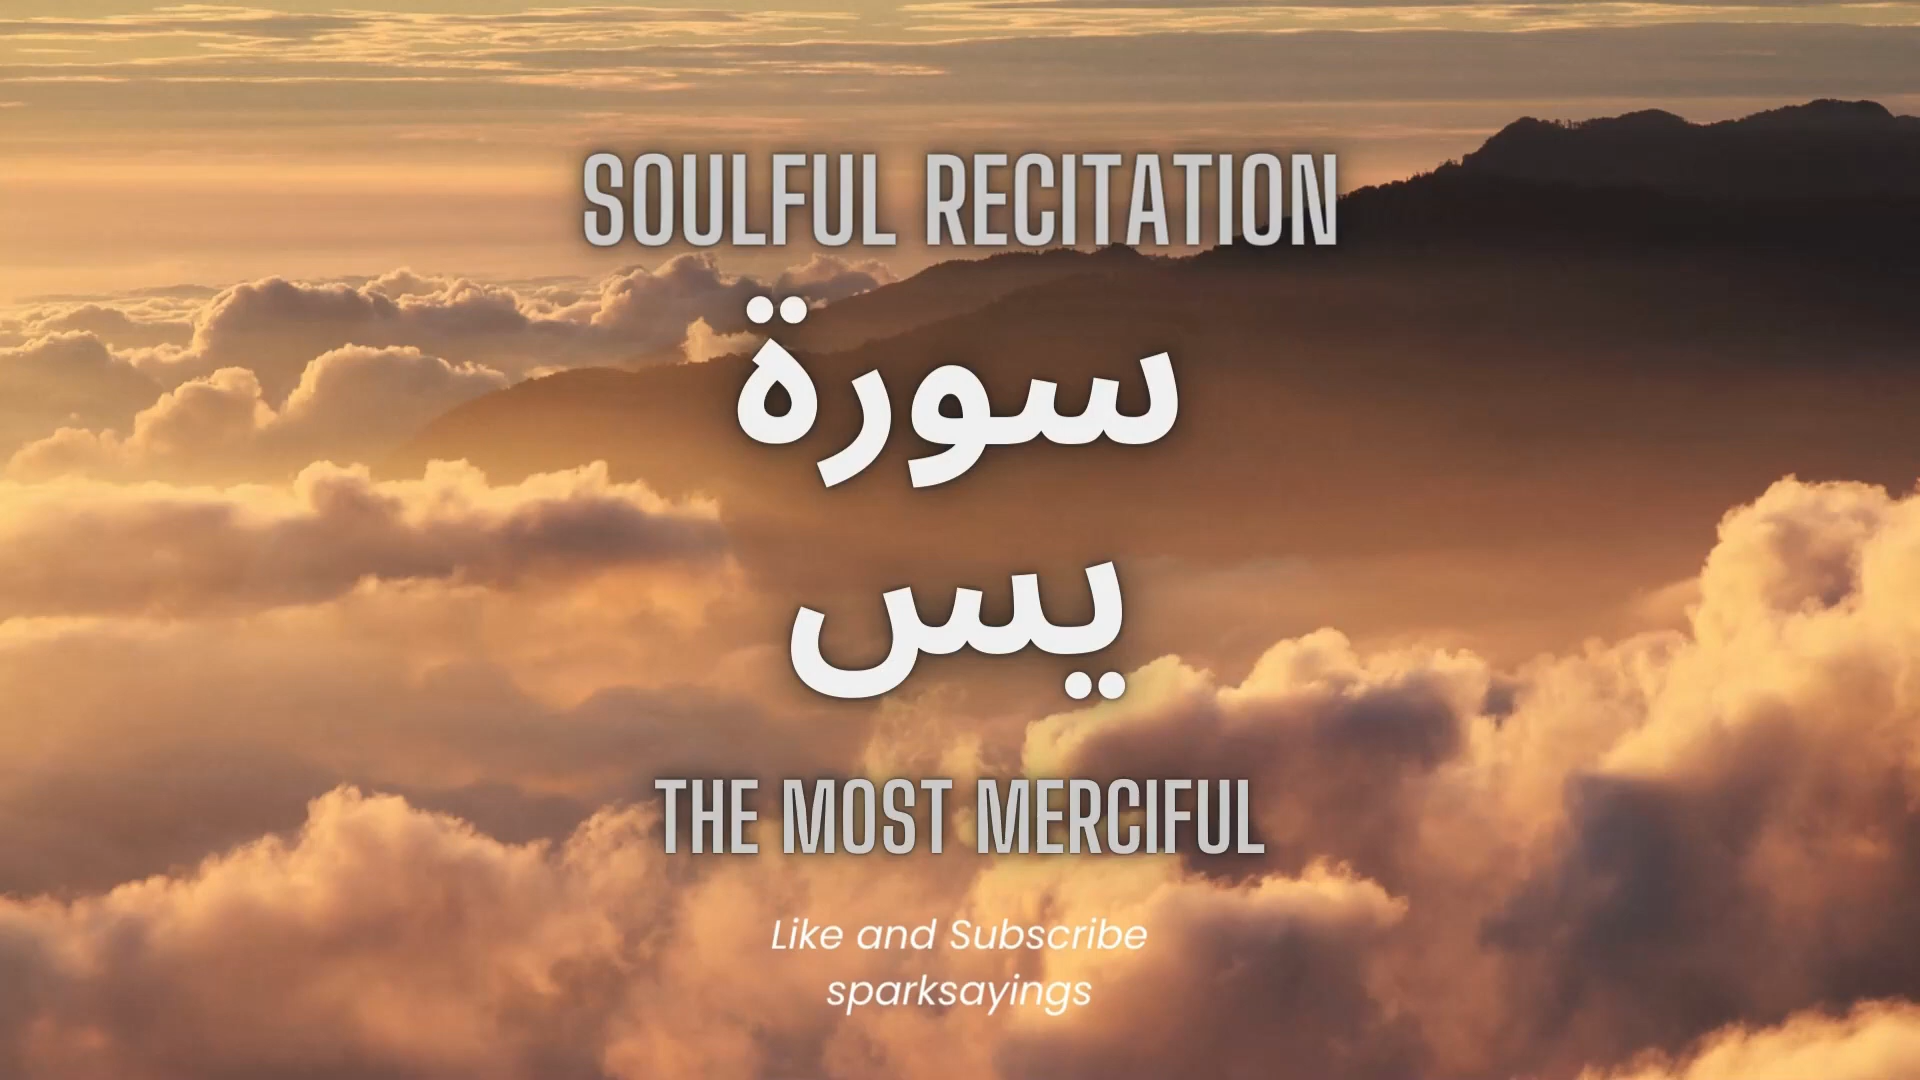 SOULFUL RECITATION
سورة
يس
THE MOST MERCIFUL
Like and Subscribe
sparksayings